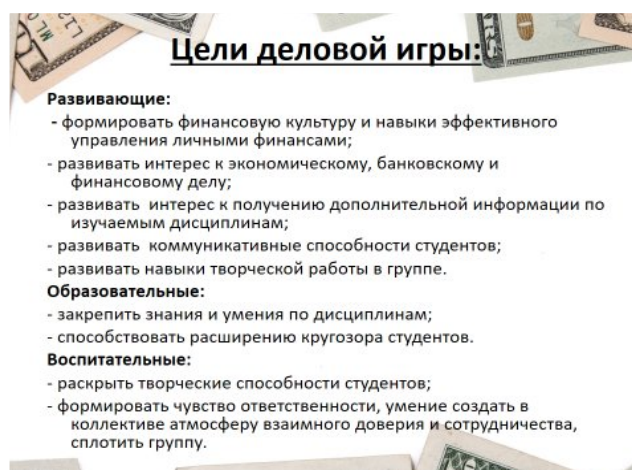 Цели деловой игры:
Развивающие:
- формировать финансовую культуру и навыки эффективного
управления личными финансами;
- развивать интерес к экономическому, банковскому и
финансовому делу;
- развивать интерес к получению дополнительной информации по
изучаемым дисциплинам;
- развивать коммуникативные способности студентов;
- развивать навыки творческой работы в группе.
Образовательные:
- закрепить знания и умения по дисциплинам;
- способствовать расширению кругозора студентов.
Воспитательные:
- раскрыть творческие способности студентов;
- формировать чувство ответственности, умение создать в
коллективе атмосферу взаимного доверия и сотрудничества,
сплотить группу.